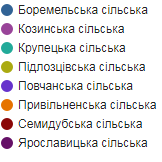 Боремельська сільська
Козинська сільська
Крупецька сільська
Підлозцівська сільська
Повчанська сільська
Привільненська сільська
Семидубська сільська
Ярославицька сільська